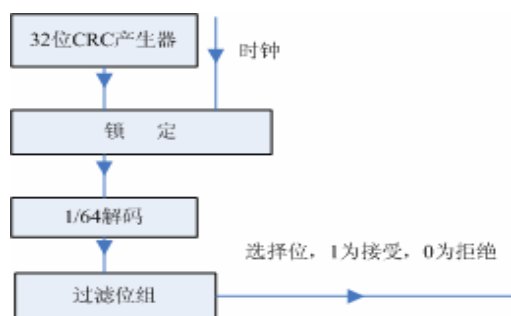 32位CRC产生器
时钟
锁 定
1/64解码
选择位，1为接受，0为拒绝
过滤位组